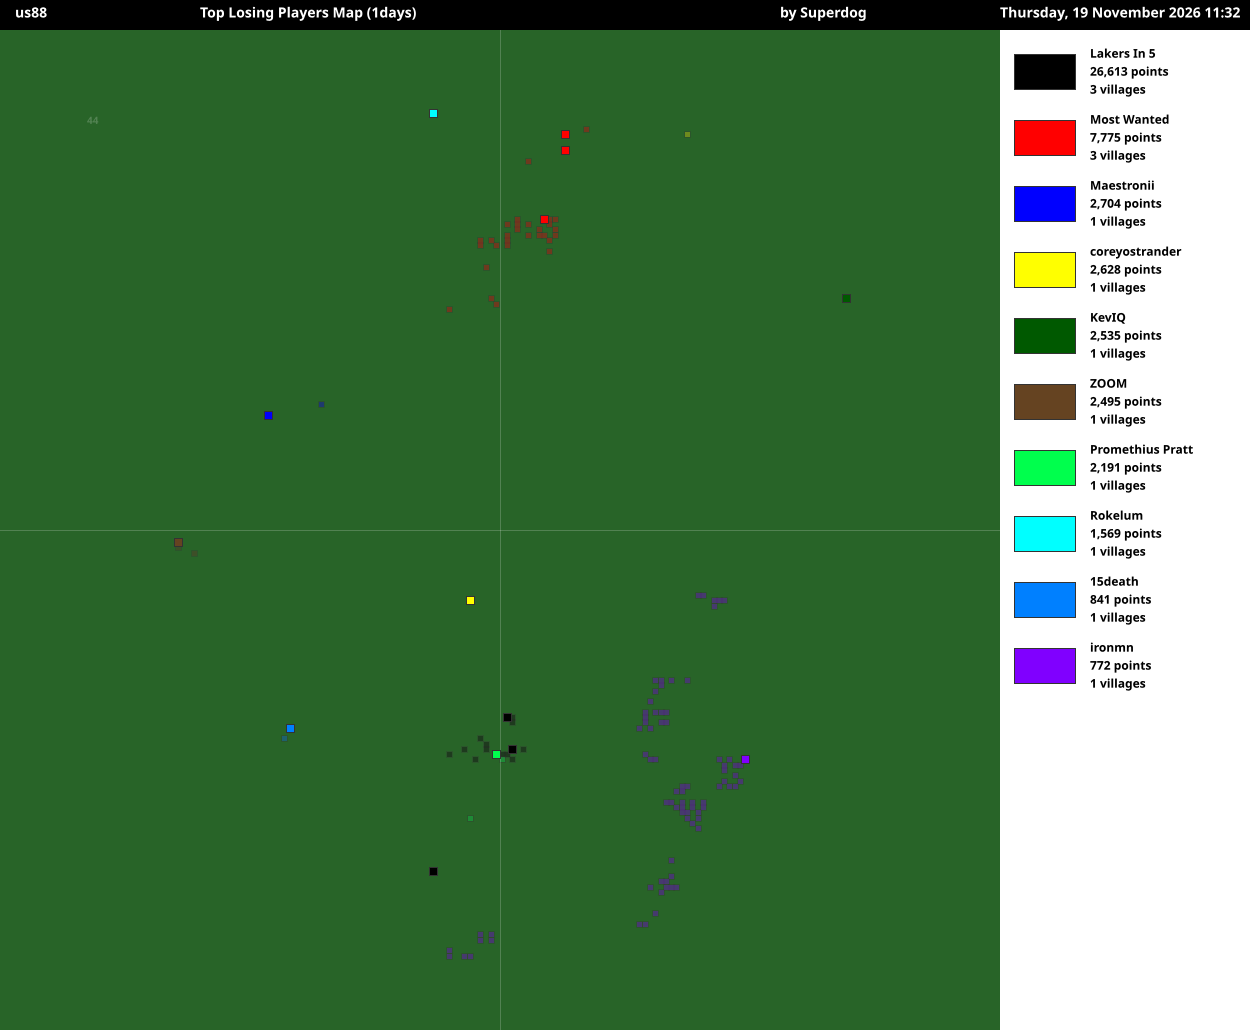 us88
Top Losing Players Map (1days)
by Superdog
Thursday, 19 November 2026 11:32
44
Lakers In 5
26,613 points
3 villages
Most Wanted
7,775 points
3 villages
Maestronii
2,704 points
1 villages
coreyostrander
2,628 points
1 villages
KevIQ
2,535 points
1 villages
ZOOM
2,495 points
1 villages
Promethius Pratt
2,191 points
1 villages
Rokelum
1,569 points
1 villages
15death
841 points
1 villages
ironmn
772 points
1 villages